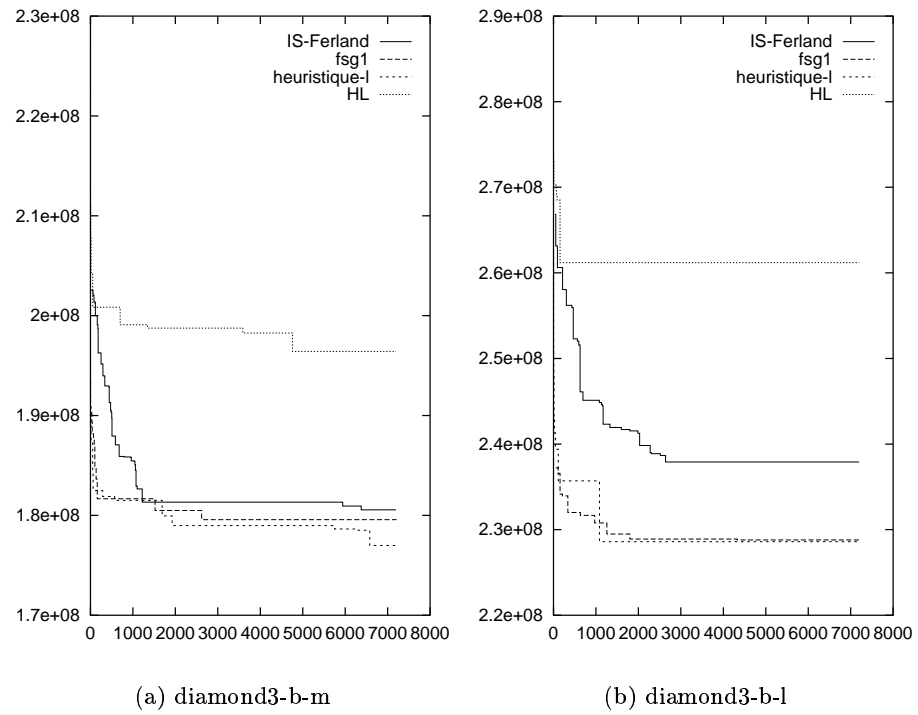 2.3e+08
2.2e+08
2.1e+08
2e+08
1.9e+08
1.8e+08
1.7e+08
0 1000 2000 3000 4000 5000 6000 7000 8000
IS-Ferland
fsg1
heuristique-l
HL
(a) diamond3-b-m
2.9e+08
2.8e+08
2.7e+08
2.6e+08
2.5e+08
2.4e+08
2.3e+08
2.2e+08
0 1000 2000 3000 4000 5000 6000 7000 8000
IS-Ferland
fsg1
heuristique-l
HL
(b) diamond3-b-l